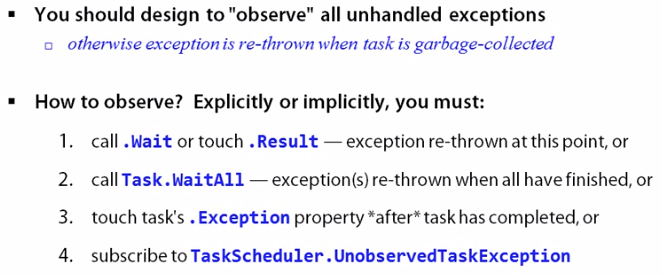 ▪ You should design to "observe" all unhandled exceptions
▫ otherwise exception is re-thrown when task is garbage-collected
▪ How to observe? Explicitly or implicitly, you must:
1. call .Wait or touch .Result — exception re-thrown at this point, or
2. call Task.WaitAll — exception(s) re-thrown when all have finished, or
3. touch task's .Exception property *after* task has completed, or
4. subscribe to TaskScheduler.UnobservedTaskException